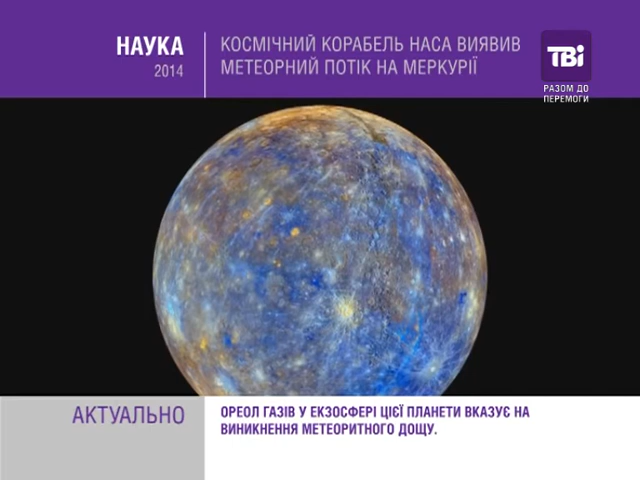 НАУКА
2014
КОСМІЧНИЙ КОРАБЕЛЬ НАСА ВИЯВИВ
МЕТЕОРНИЙ ПОТІК НА МЕРКУРІЇ
ТВі
РАЗОМ ДО
ПЕРЕМОГИ
АКТУАЛЬНО
ОРЕОЛ ГАЗІВ У ЕКЗОСФЕРІ ЦІЄЇ ПЛАНЕТИ ВКАЗУЄ НА
ВИНИКНЕННЯ МЕТЕОРИТНОГО ДОЩУ.